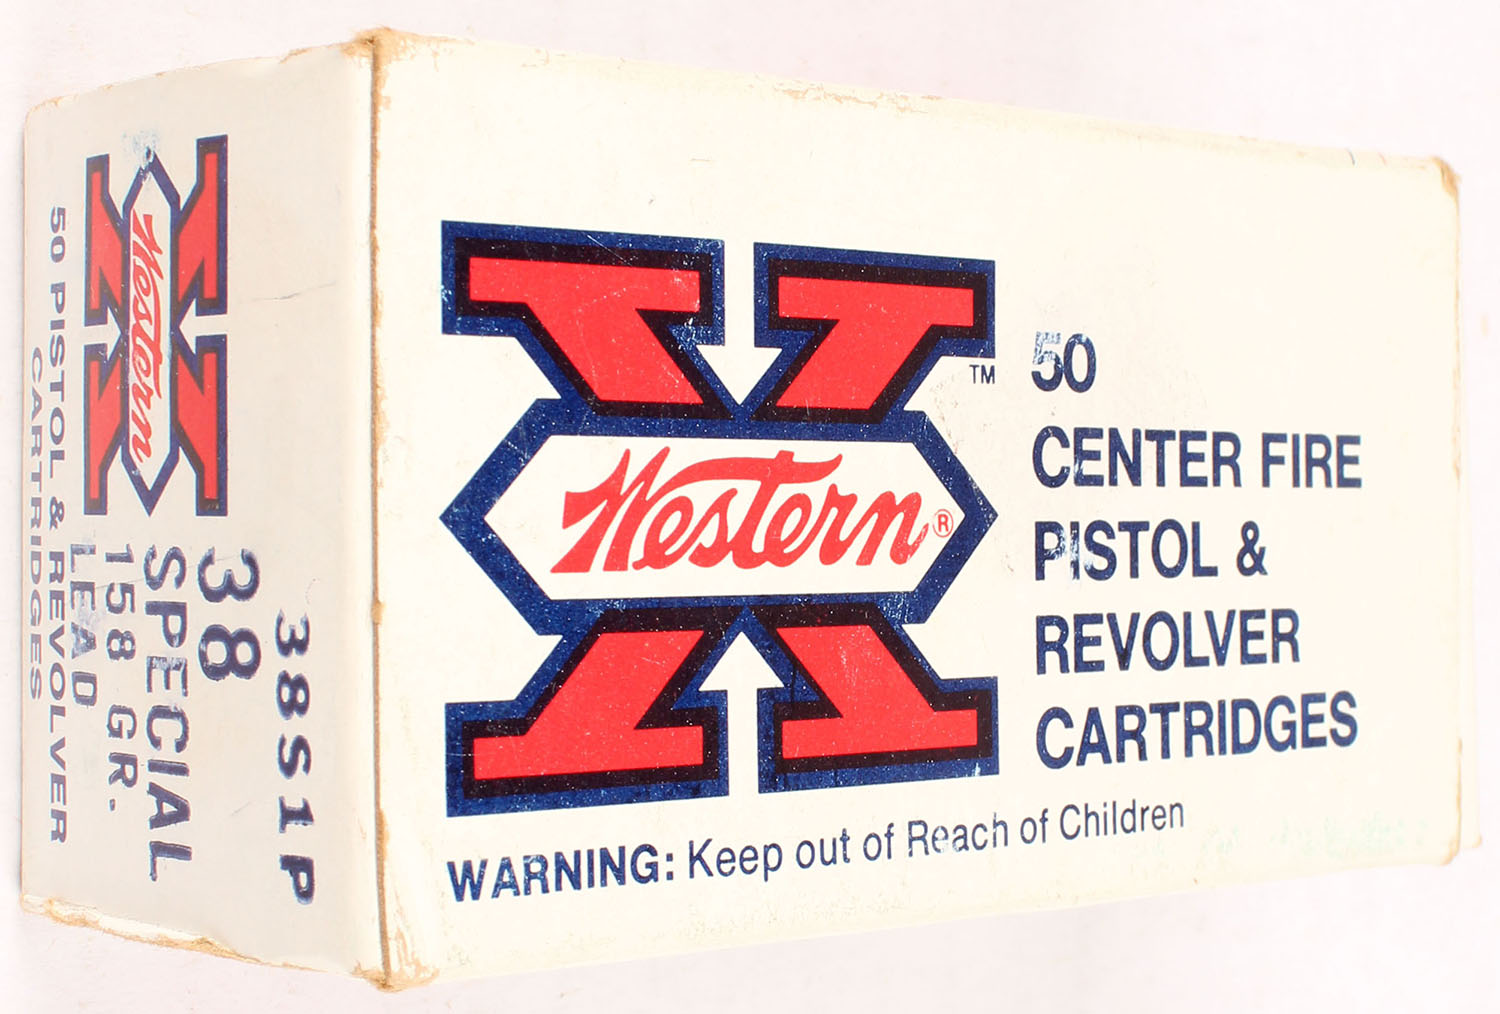 Western®
TM
50
CENTER FIRE
PISTOL &
REVOLVER
CARTRIDGES
WARNING: Keep out of Reach of Children
38S1P
Western
38
SPECIAL
158 GR.
LEAD
50 PISTOL & REVOLVER
CARTRIDGES